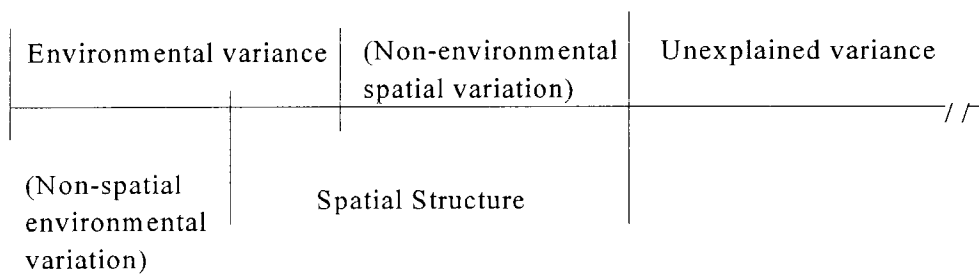 Environmental variance
(Non-environmental
spatial variation)
Unexplained variance
(Non-spatial
environmental
variation)
Spatial Structure